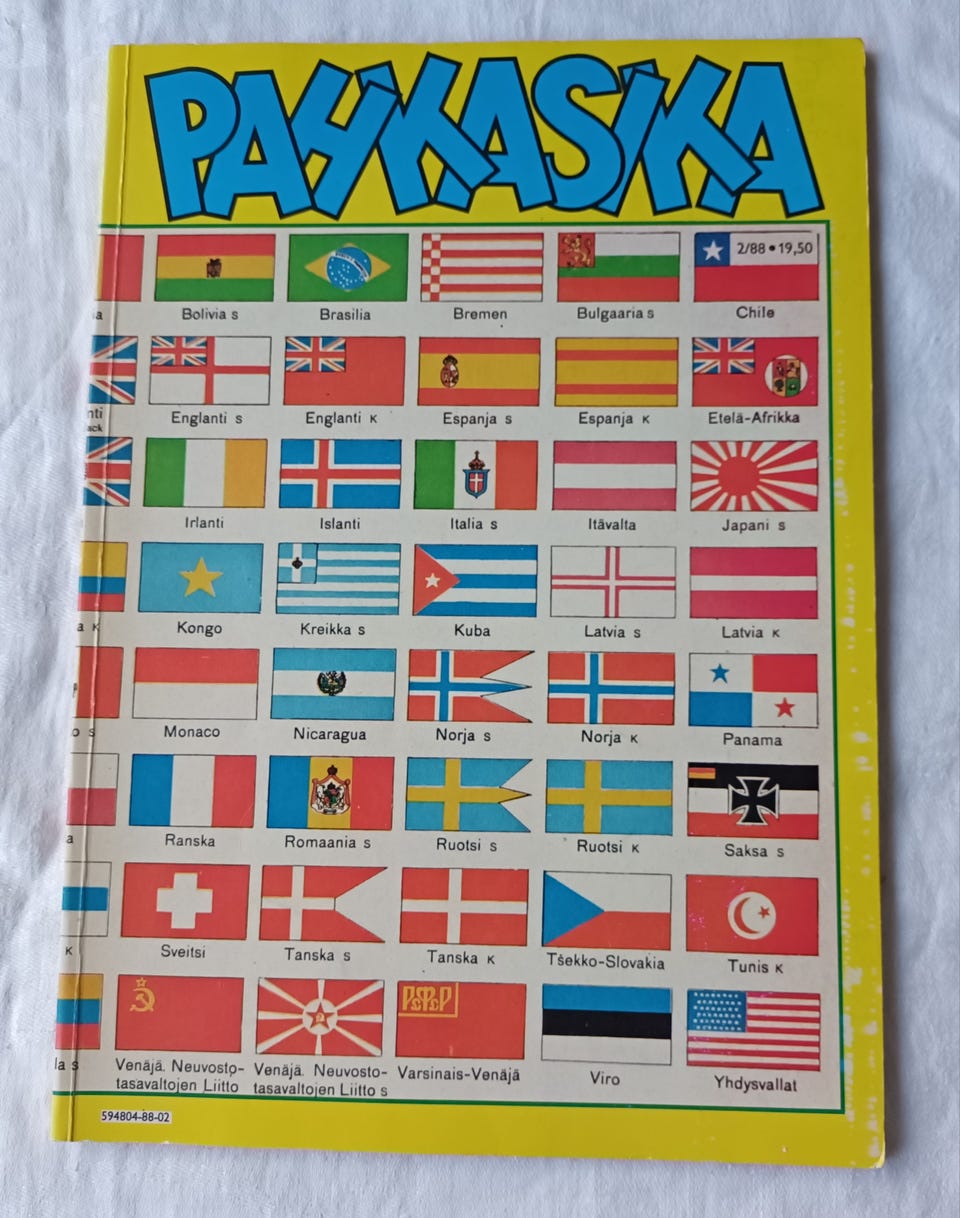 PAHKASIKA
2/88 • 19,50
a Bolivia s Brasilia Bremen Bulgaaria s Chile
nti Englanti s Englanti K Espanja s Espanja K Etelä-Afrikka
ack
Irlanti Islanti Italia s Itävalta Japani s
a K Kongo Kreikka s Kuba Latvia s Latvia K
o s Monaco Nicaragua Norja s Norja K Panama
a Ranska Romaania s Ruotsi s Ruotsi K Saksa s
K Sveitsi Tanska s Tanska K Tšekko-Slovakia Tunis K
la s Venäjä. Neuvosto- Venäjä. Neuvosto- Varsinais-Venäjä Viro Yhdysvallat
tasavaltojen Liitto tasavaltojen Liitto s
594804-88-02